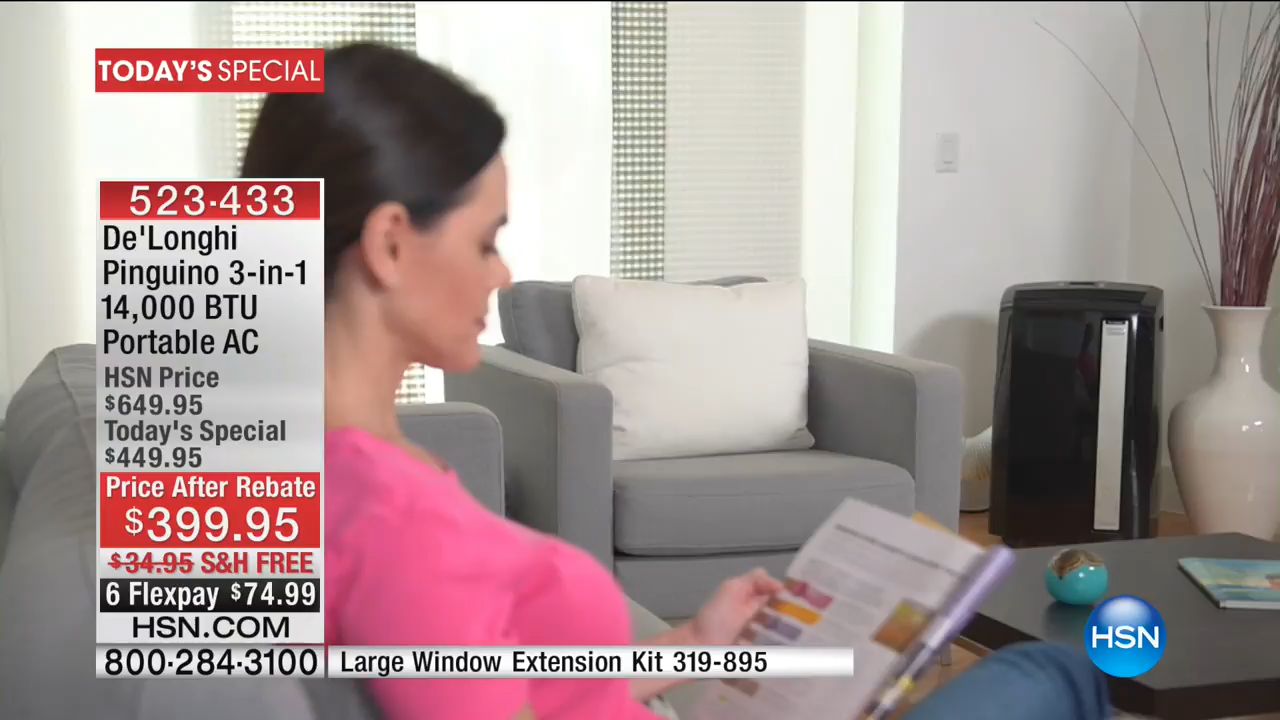 TODAY'S SPECIAL
523-433
De'Longhi
Pinguino 3-in-1
14,000 BTU
Portable AC
HSN Price
$649.95
Today's Special
$449.95
Price After Rebate
$399.95
$34.95 S&H FREE
6 Flexpay $74.99
HSN.COM
800·284·3100
Large Window Extension Kit 319-895
HSN